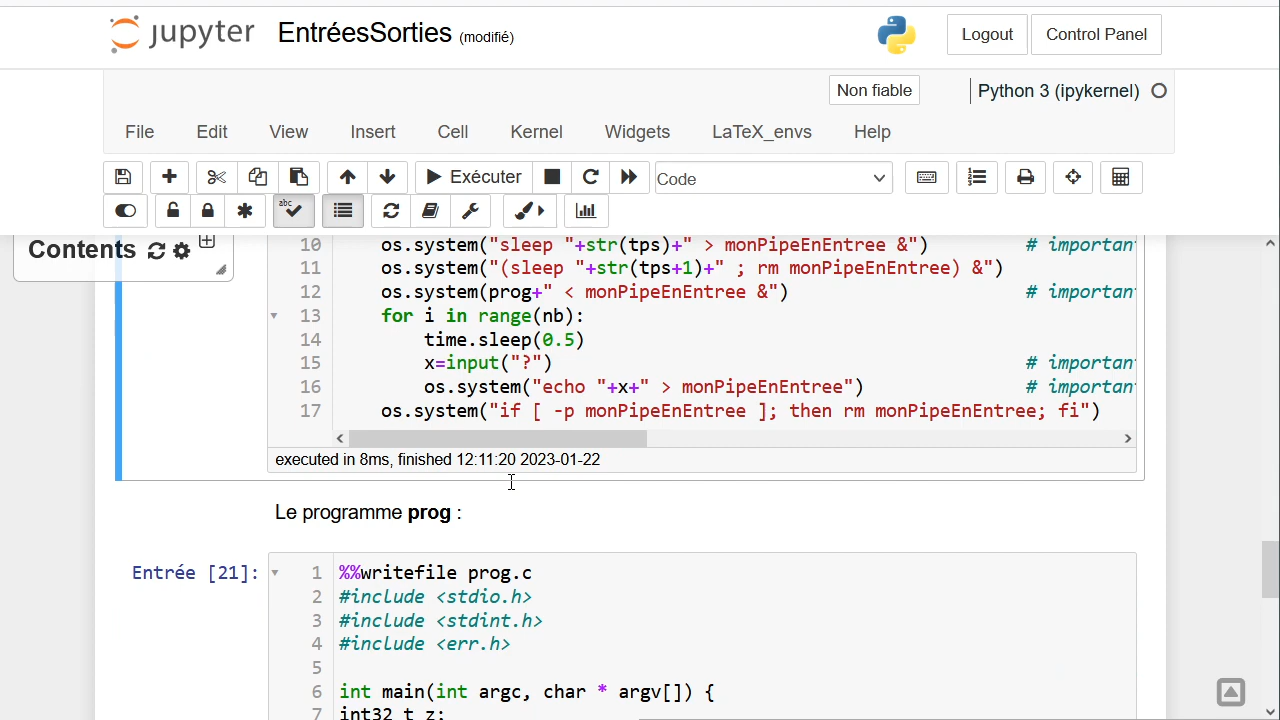 jupyter EntréesSorties (modifié)
Logout
Control Panel
Non fiable
Python 3 (ipykernel)
File Edit View Insert Cell Kernel Widgets LaTeX_envs Help
Exécuter
Code
abc
Contents
10 os.system("sleep "+str(tps)+" > monPipeEnEntree &") # important
11 os.system("(sleep "+str(tps+1)+" ; rm monPipeEnEntree) &")
12 os.system(prog+" < monPipeEnEntree &") # important
13 for i in range(nb):
14 time.sleep(0.5)
15 x=input("?") # important
16 os.system("echo "+x+" > monPipeEnEntree") # important
17 os.system("if [ -p monPipeEnEntree ]; then rm monPipeEnEntree; fi")
executed in 8ms, finished 12:11:20 2023-01-22
Le programme prog :
Entrée [21]:
1 %%writefile prog.c
2 #include <stdio.h>
3 #include <stdint.h>
4 #include <err.h>
5
6 int main(int argc, char * argv[]) {
7 int32_t z;